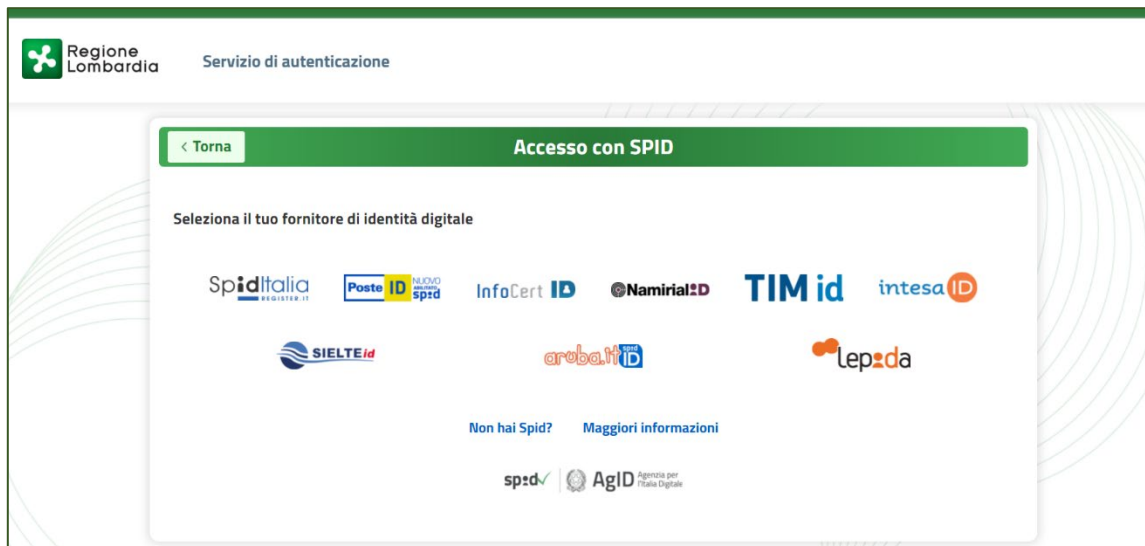 Regione
Lombardia
Servizio di autenticazione
< Torna
Accesso con SPID
Seleziona il tuo fornitore di identità digitale
SpidItalia
REGISTER.IT
Poste ID NUOVO ABILITATO spid
InfoCert ID
Namirial ID
TIM id
intesa ID
SIELTE id
aruba.it spid ID
Lepida
Non hai Spid? Maggiori informazioni
spid AgID Agenzia per l'Italia Digitale